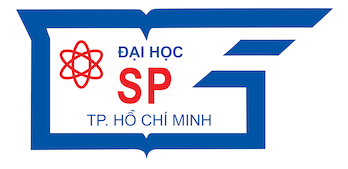 ĐẠI HỌC
SP
TP. HỒ CHÍ MINH